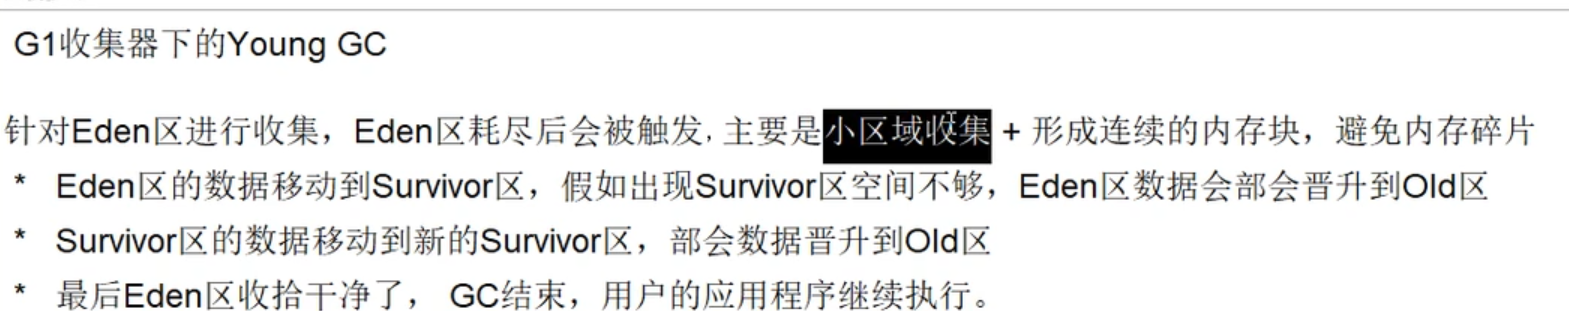 G1收集器下的Young GC
针对Eden区进行收集，Eden区耗尽后会被触发，主要是小区域收集 + 形成连续的内存块，避免内存碎片
* Eden区的数据移动到Survivor区，假如出现Survivor区空间不够，Eden区数据会部会晋升到Old区
* Survivor区的数据移动到新的Survivor区，部会数据晋升到Old区
* 最后Eden区收拾干净了， GC结束，用户的应用程序继续执行。